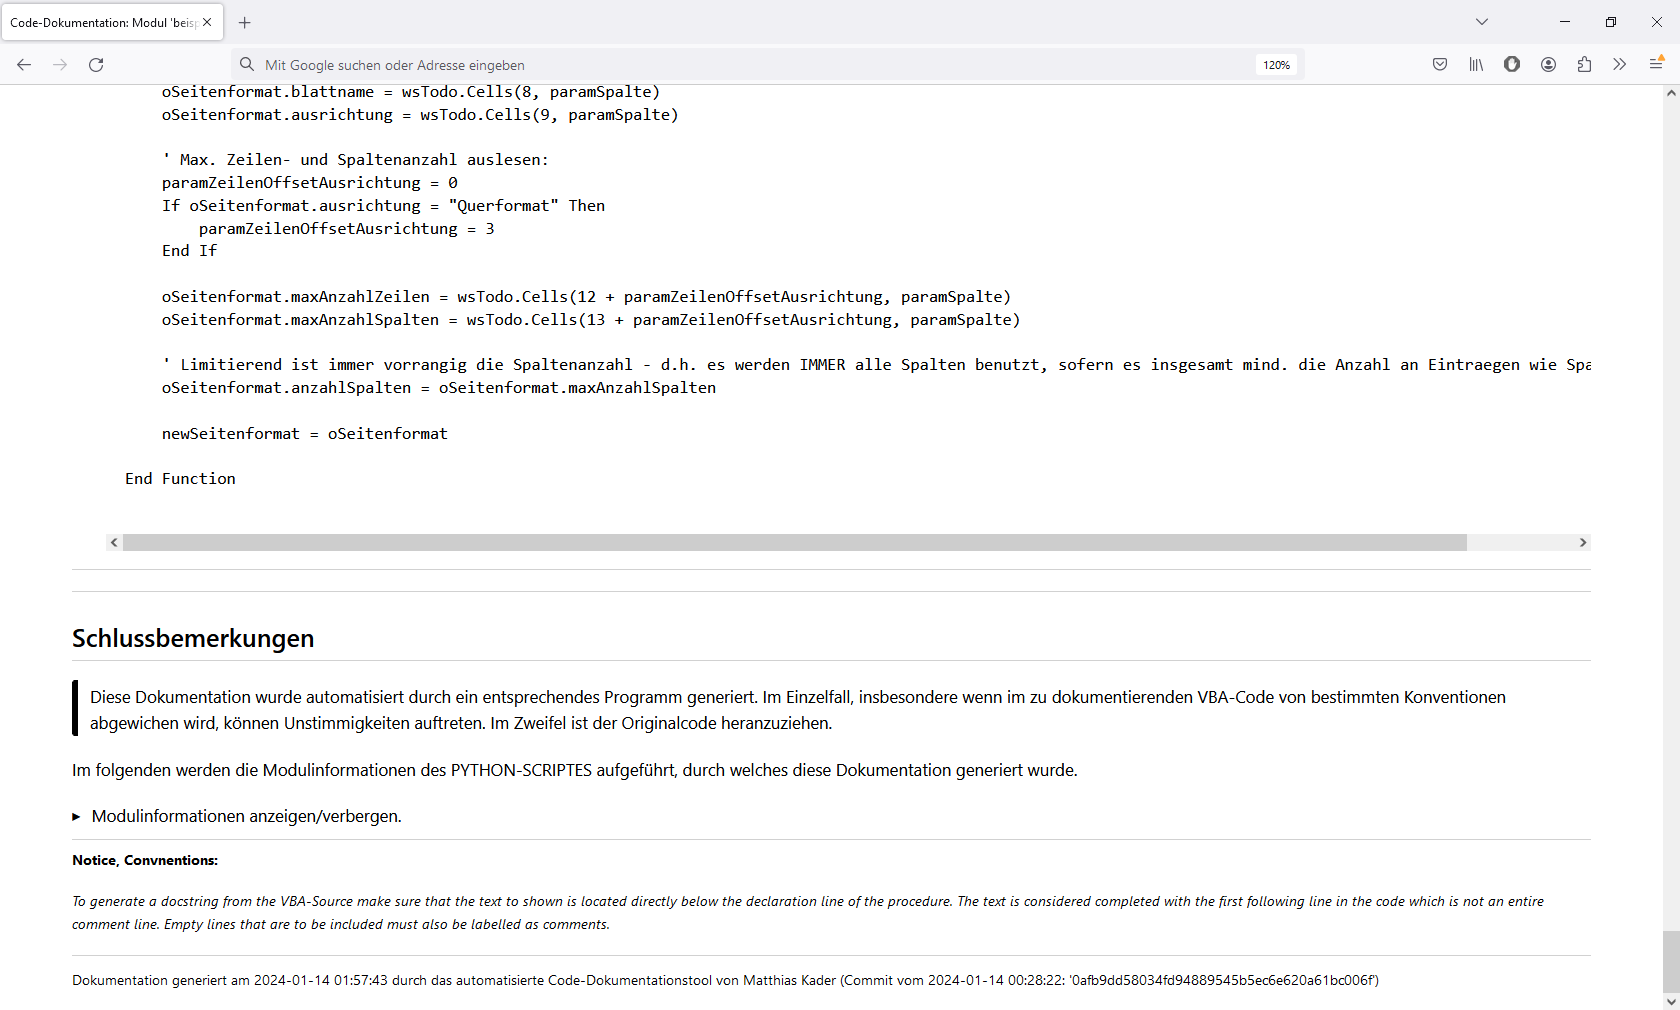 Code-Dokumentation: Modul 'beisp
Mit Google suchen oder Adresse eingeben
120%
oSeitenformat.blattname = wsTodo.Cells(8, paramSpalte)
oSeitenformat.ausrichtung = wsTodo.Cells(9, paramSpalte)
' Max. Zeilen- und Spaltenanzahl auslesen:
paramZeilenOffsetAusrichtung = 0
If oSeitenformat.ausrichtung = "Querformat" Then
paramZeilenOffsetAusrichtung = 3
End If
oSeitenformat.maxAnzahlZeilen = wsTodo.Cells(12 + paramZeilenOffsetAusrichtung, paramSpalte)
oSeitenformat.maxAnzahlSpalten = wsTodo.Cells(13 + paramZeilenOffsetAusrichtung, paramSpalte)
' Limitierend ist immer vorrangig die Spaltenanzahl - d.h. es werden IMMER alle Spalten benutzt, sofern es insgesamt mind. die Anzahl an Eintraegen wie Spa
oSeitenformat.anzahlSpalten = oSeitenformat.maxAnzahlSpalten
newSeitenformat = oSeitenformat
End Function
Schlussbemerkungen
Diese Dokumentation wurde automatisiert durch ein entsprechendes Programm generiert. Im Einzelfall, insbesondere wenn im zu dokumentierenden VBA-Code von bestimmten Konventionen
abgewichen wird, können Unstimmigkeiten auftreten. Im Zweifel ist der Originalcode heranzuziehen.
Im folgenden werden die Modulinformationen des PYTHON-SCRIPTES aufgeführt, durch welches diese Dokumentation generiert wurde.
Modulinformationen anzeigen/verbergen.
Notice, Convnentions:
To generate a docstring from the VBA-Source make sure that the text to shown is located directly below the declaration line of the procedure. The text is considered completed with the first following line in the code which is not an entire
comment line. Empty lines that are to be included must also be labelled as comments.
Dokumentation generiert am 2024-01-14 01:57:43 durch das automatisierte Code-Dokumentationstool von Matthias Kader (Commit vom 2024-01-14 00:28:22: '0afb9dd58034fd94889545b5ec6e620a61bc006f')